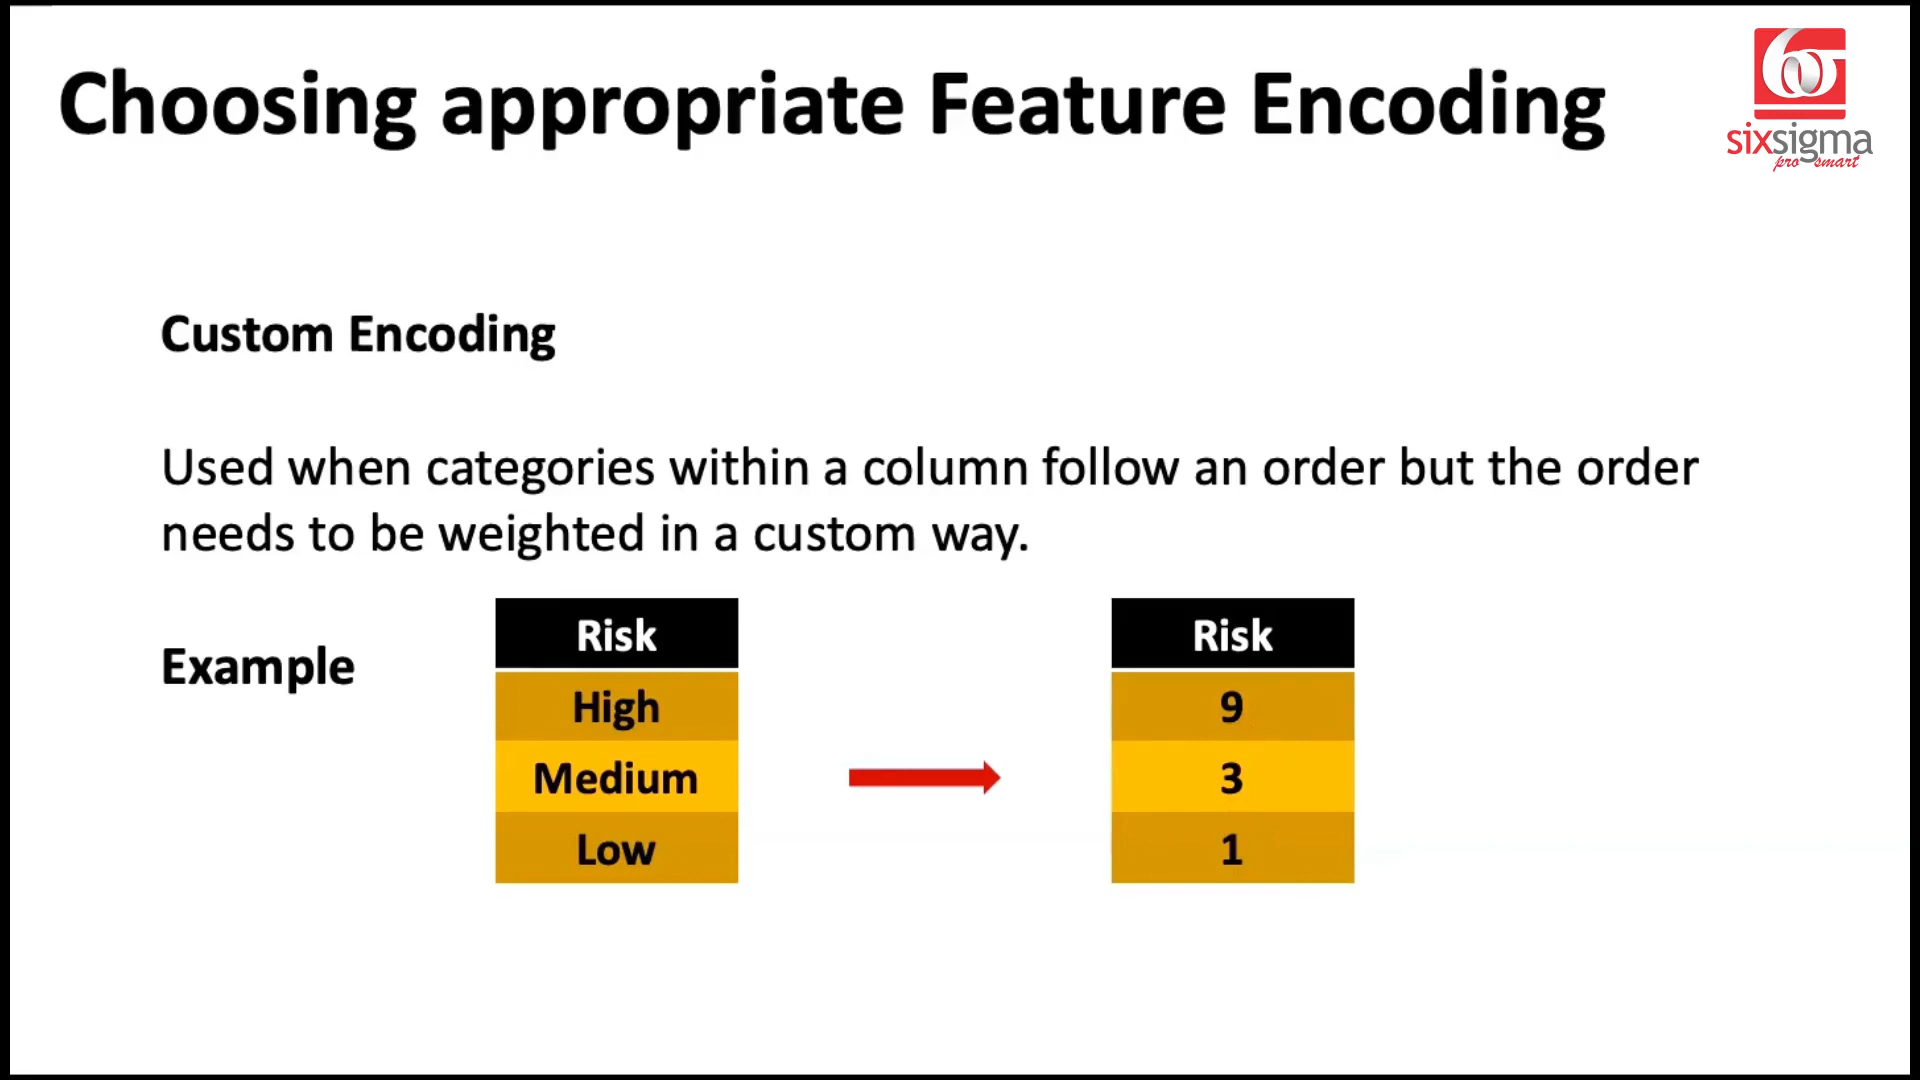 Choosing appropriate Feature Encoding
sixsigma
pro smart
Custom Encoding
Used when categories within a column follow an order but the order
needs to be weighted in a custom way.
Example
Risk
High
Medium
Low
Risk
9
3
1